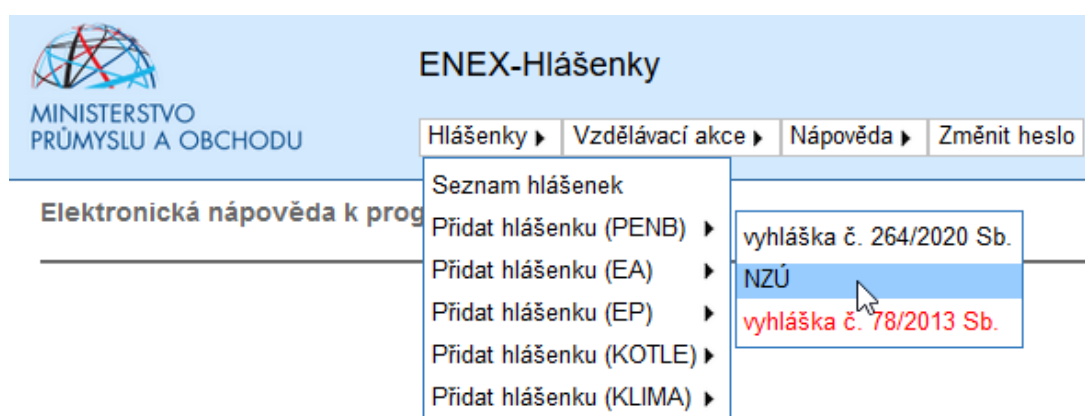 ENEX-Hlášenky
MINISTERSTVO
PRŮMYSLU A OBCHODU
Hlášenky Vzdělávací akce Nápověda Změnit heslo
Seznam hlášenek
Elektronická nápověda k prog
Přidat hlášenku (PENB)
vyhláška č. 264/2020 Sb.
Přidat hlášenku (EA)
NZÚ
Přidat hlášenku (EP)
vyhláška č. 78/2013 Sb.
Přidat hlášenku (KOTLE)
Přidat hlášenku (KLIMA)